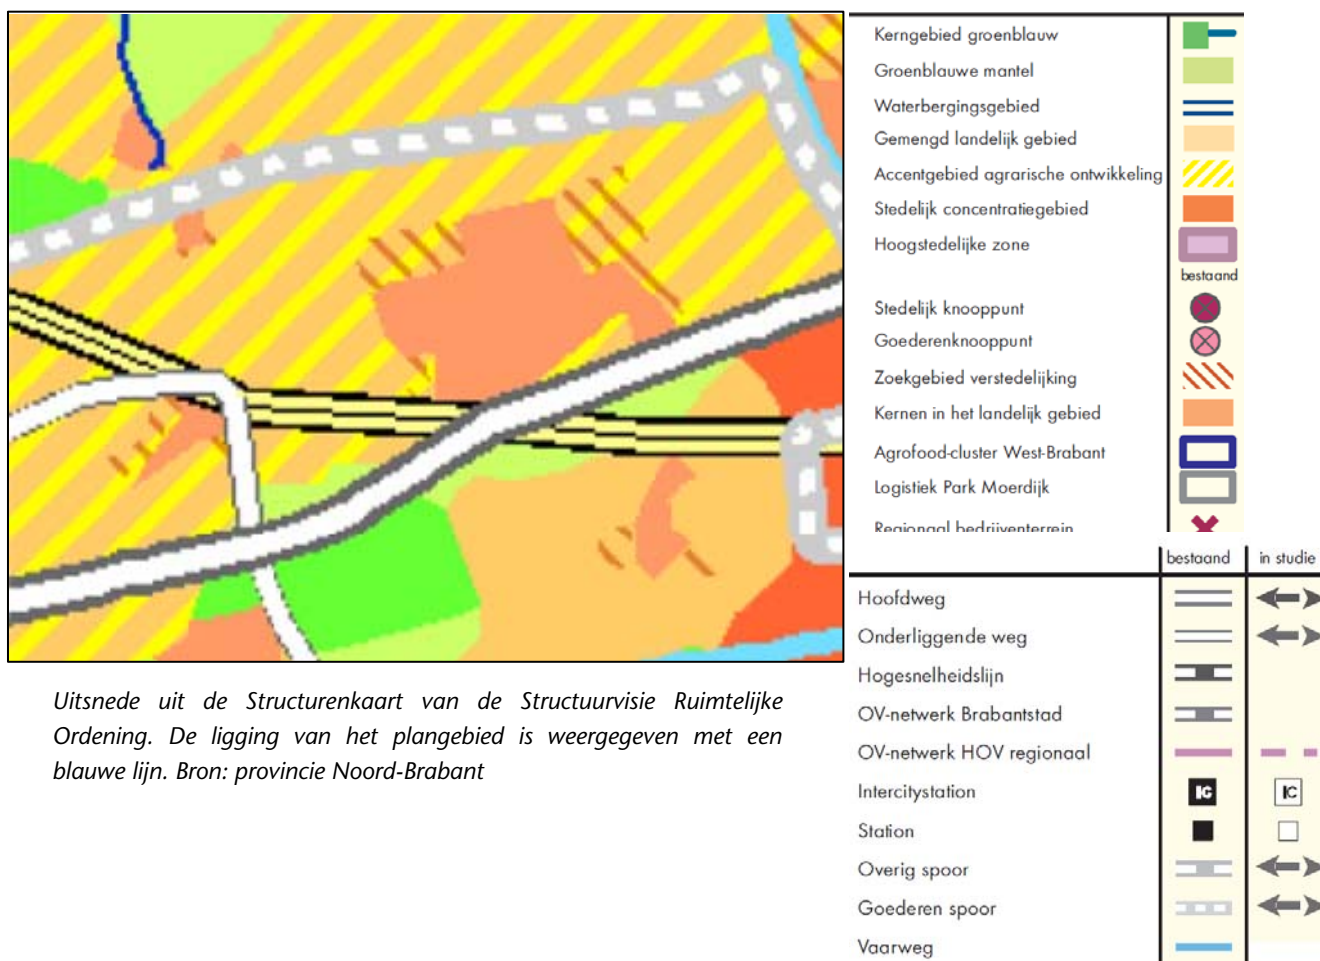 Kerngebied groenblauw
Groenblauwe mantel
Waterbergingsgebied
Gemengd landelijk gebied
Accentgebied agrarische ontwikkeling
Stedelijk concentratiegebied
Hoogstedelijke zone
bestaand
Stedelijk knooppunt
Goederenknooppunt
Zoekgebied verstedelijking
Kernen in het landelijk gebied
Agrofood-cluster West-Brabant
Logistiek Park Moerdijk
Regionaal bedrijventerrein
bestaand in studie
Hoofdweg
Onderliggende weg
Hogesnelheidslijn
OV-netwerk Brabantstad
OV-netwerk HOV regionaal
Intercitystation IC IC
Station
Overig spoor
Goederen spoor
Vaarweg
Uitsnede uit de Structurenkaart van de Structuurvisie Ruimtelijke
Ordening. De ligging van het plangebied is weergegeven met een
blauwe lijn. Bron: provincie Noord-Brabant